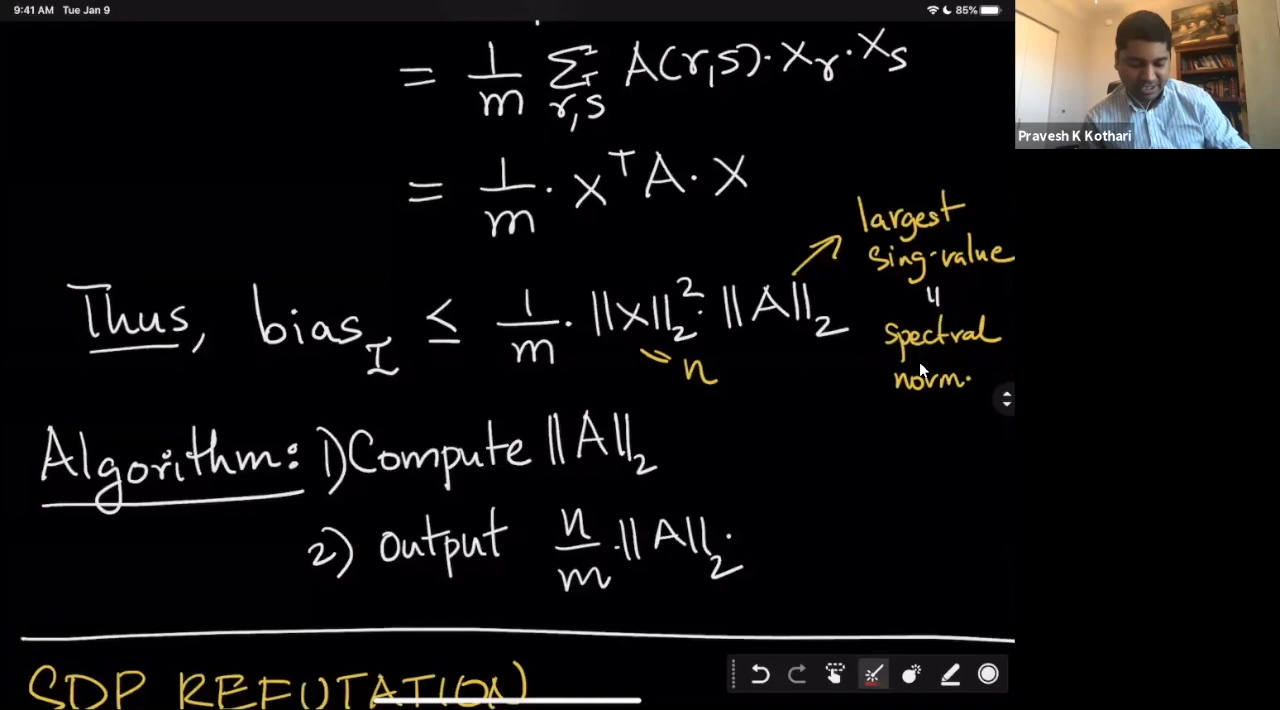 9:41 AM Tue Jan 9
85%
= 1/m Σ_{r,s} A(r,s)·x_r·x_s
= 1/m · x^T A · x
Pravesh K Kothari
largest
sing-value
=
spectral
norm.
Thus, bias_I ≤ 1/m · ||x||_2^2 · ||A||_2
= n
Algorithm: 1) Compute ||A||_2
2) Output n/m · ||A||_2.
SDP REFUTATION